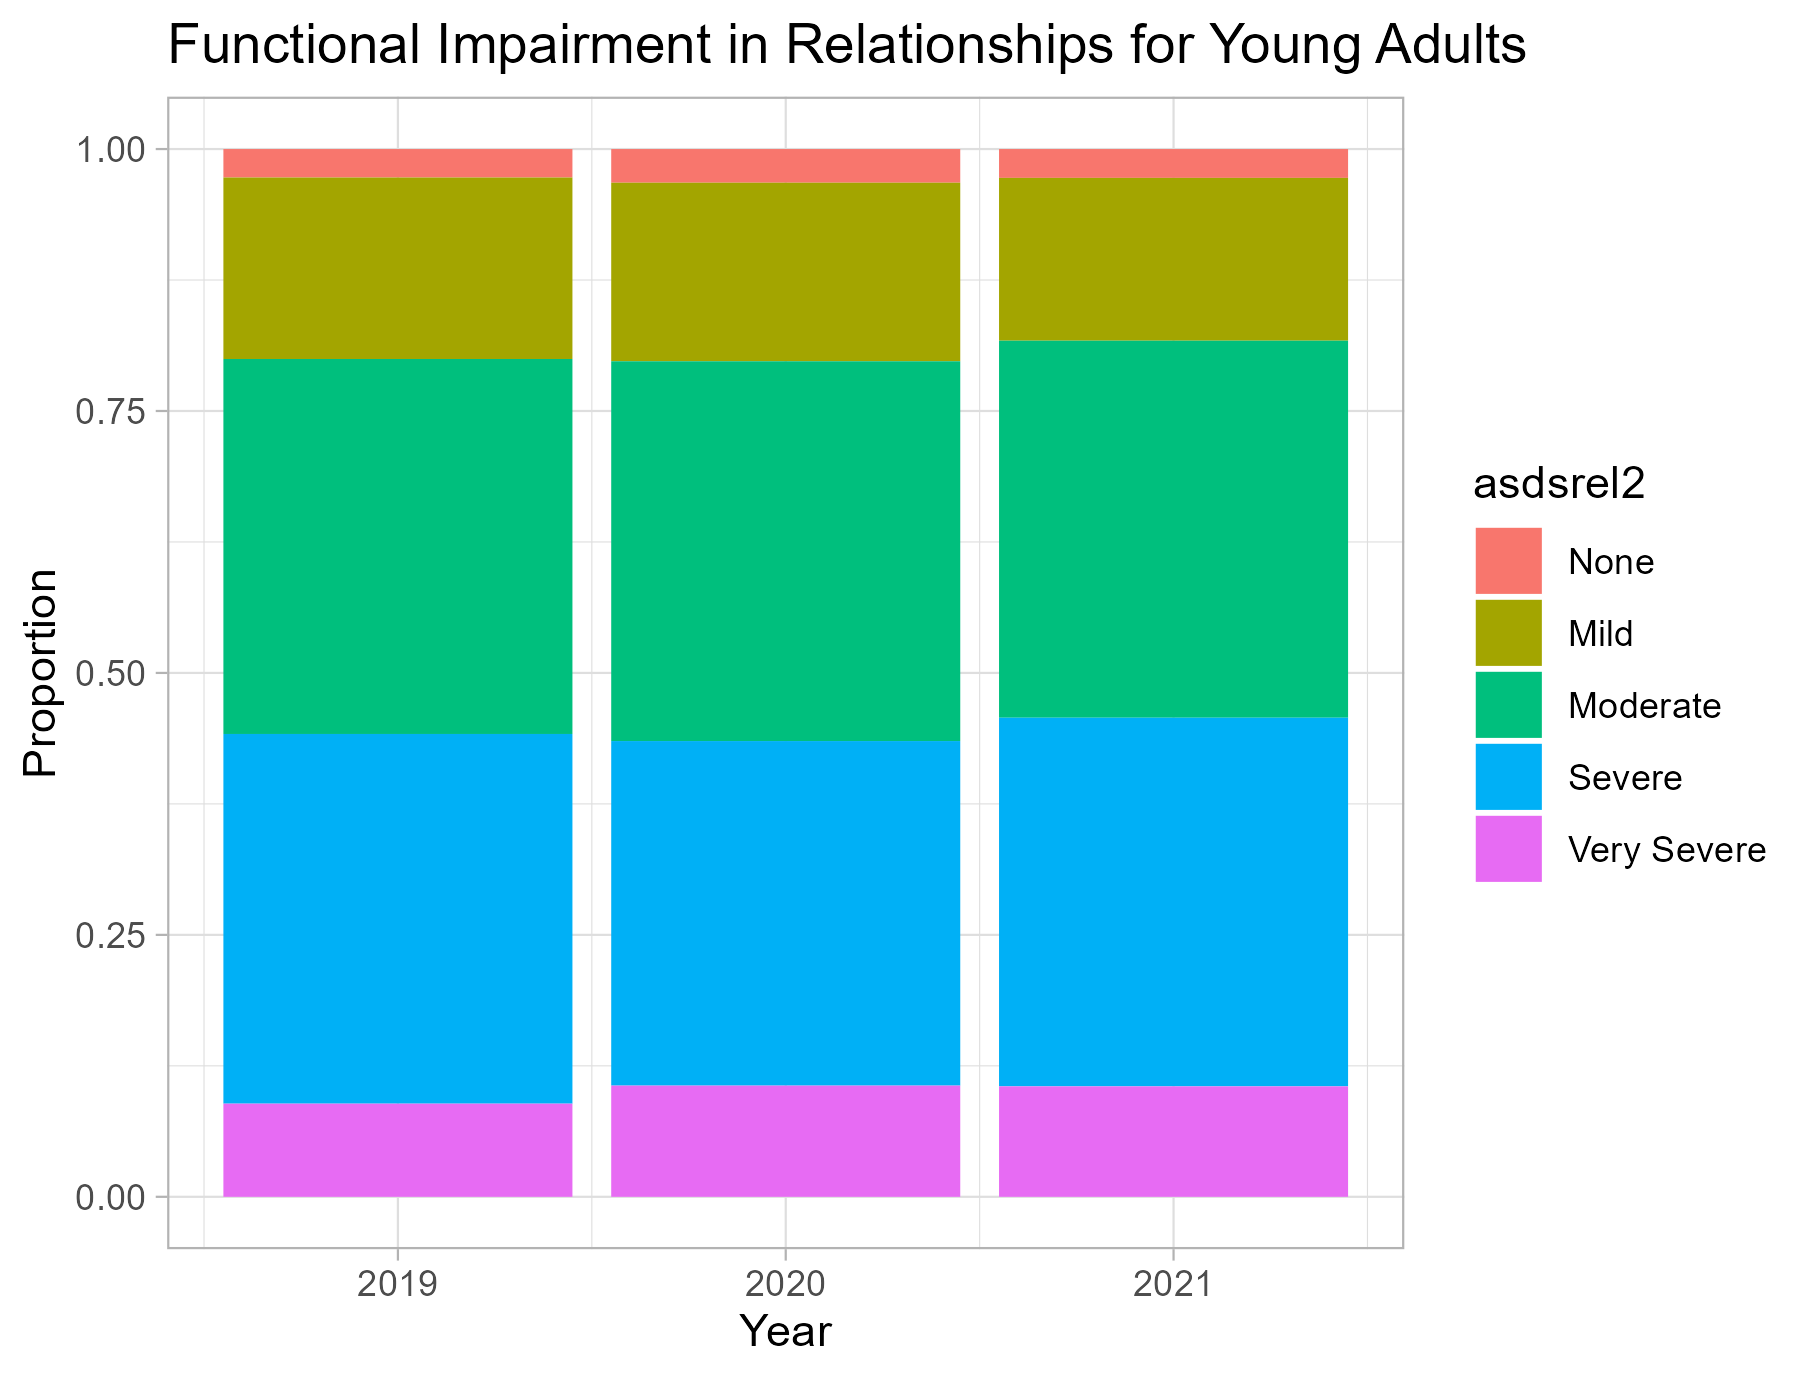 Functional Impairment in Relationships for Young Adults
1.00
0.75
0.50
0.25
0.00
Proportion
2019
2020
2021
Year
asdsrel2
None
Mild
Moderate
Severe
Very Severe